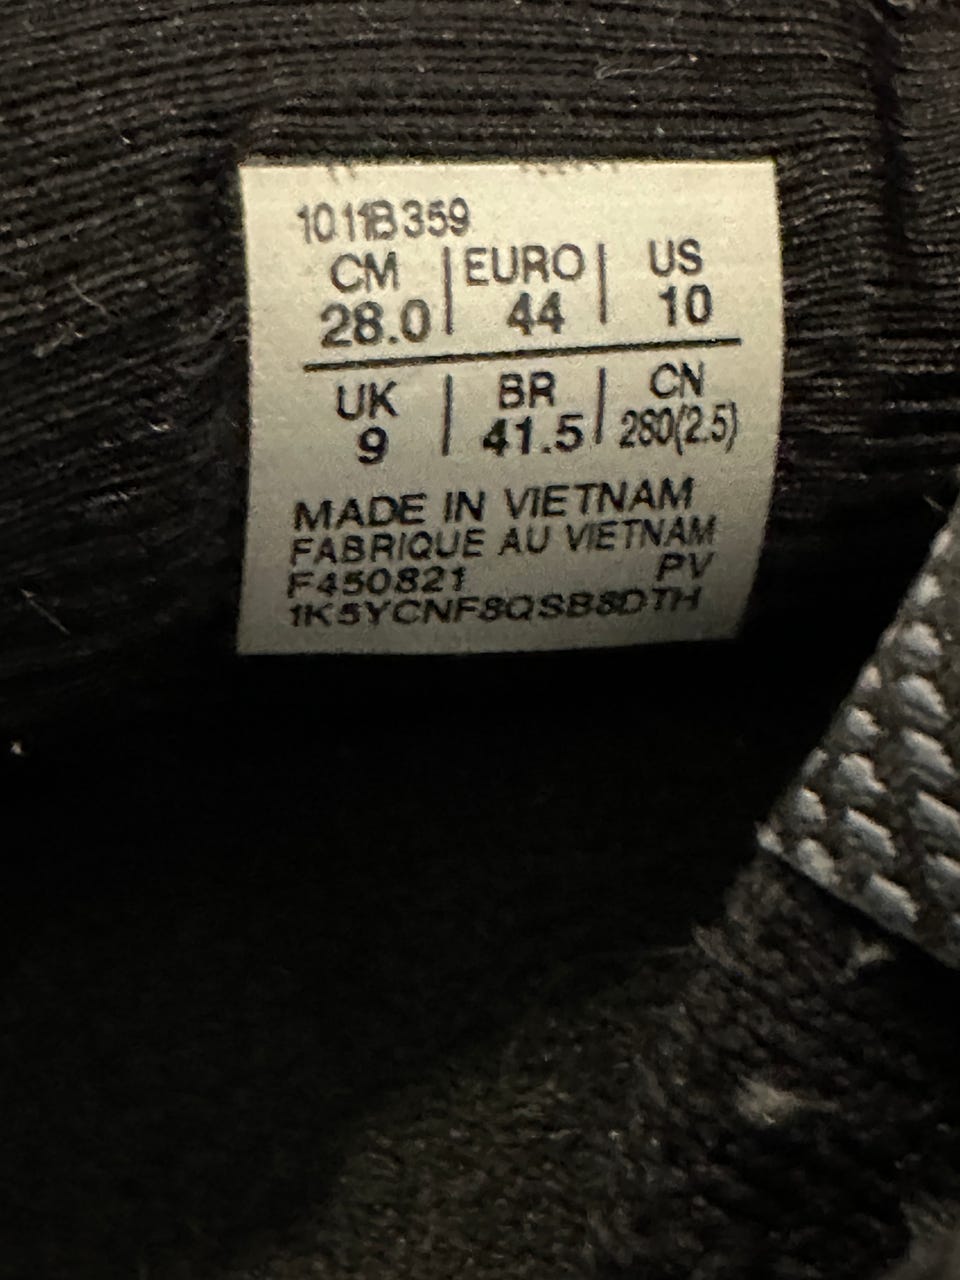 1011B359
CM | EURO | US
28.0 | 44 | 10
UK | BR | CN
9 | 41.5 | 280(2.5)
MADE IN VIETNAM
FABRIQUE AU VIETNAM
F450821 PV
1K5YCNF8QSB8DTH